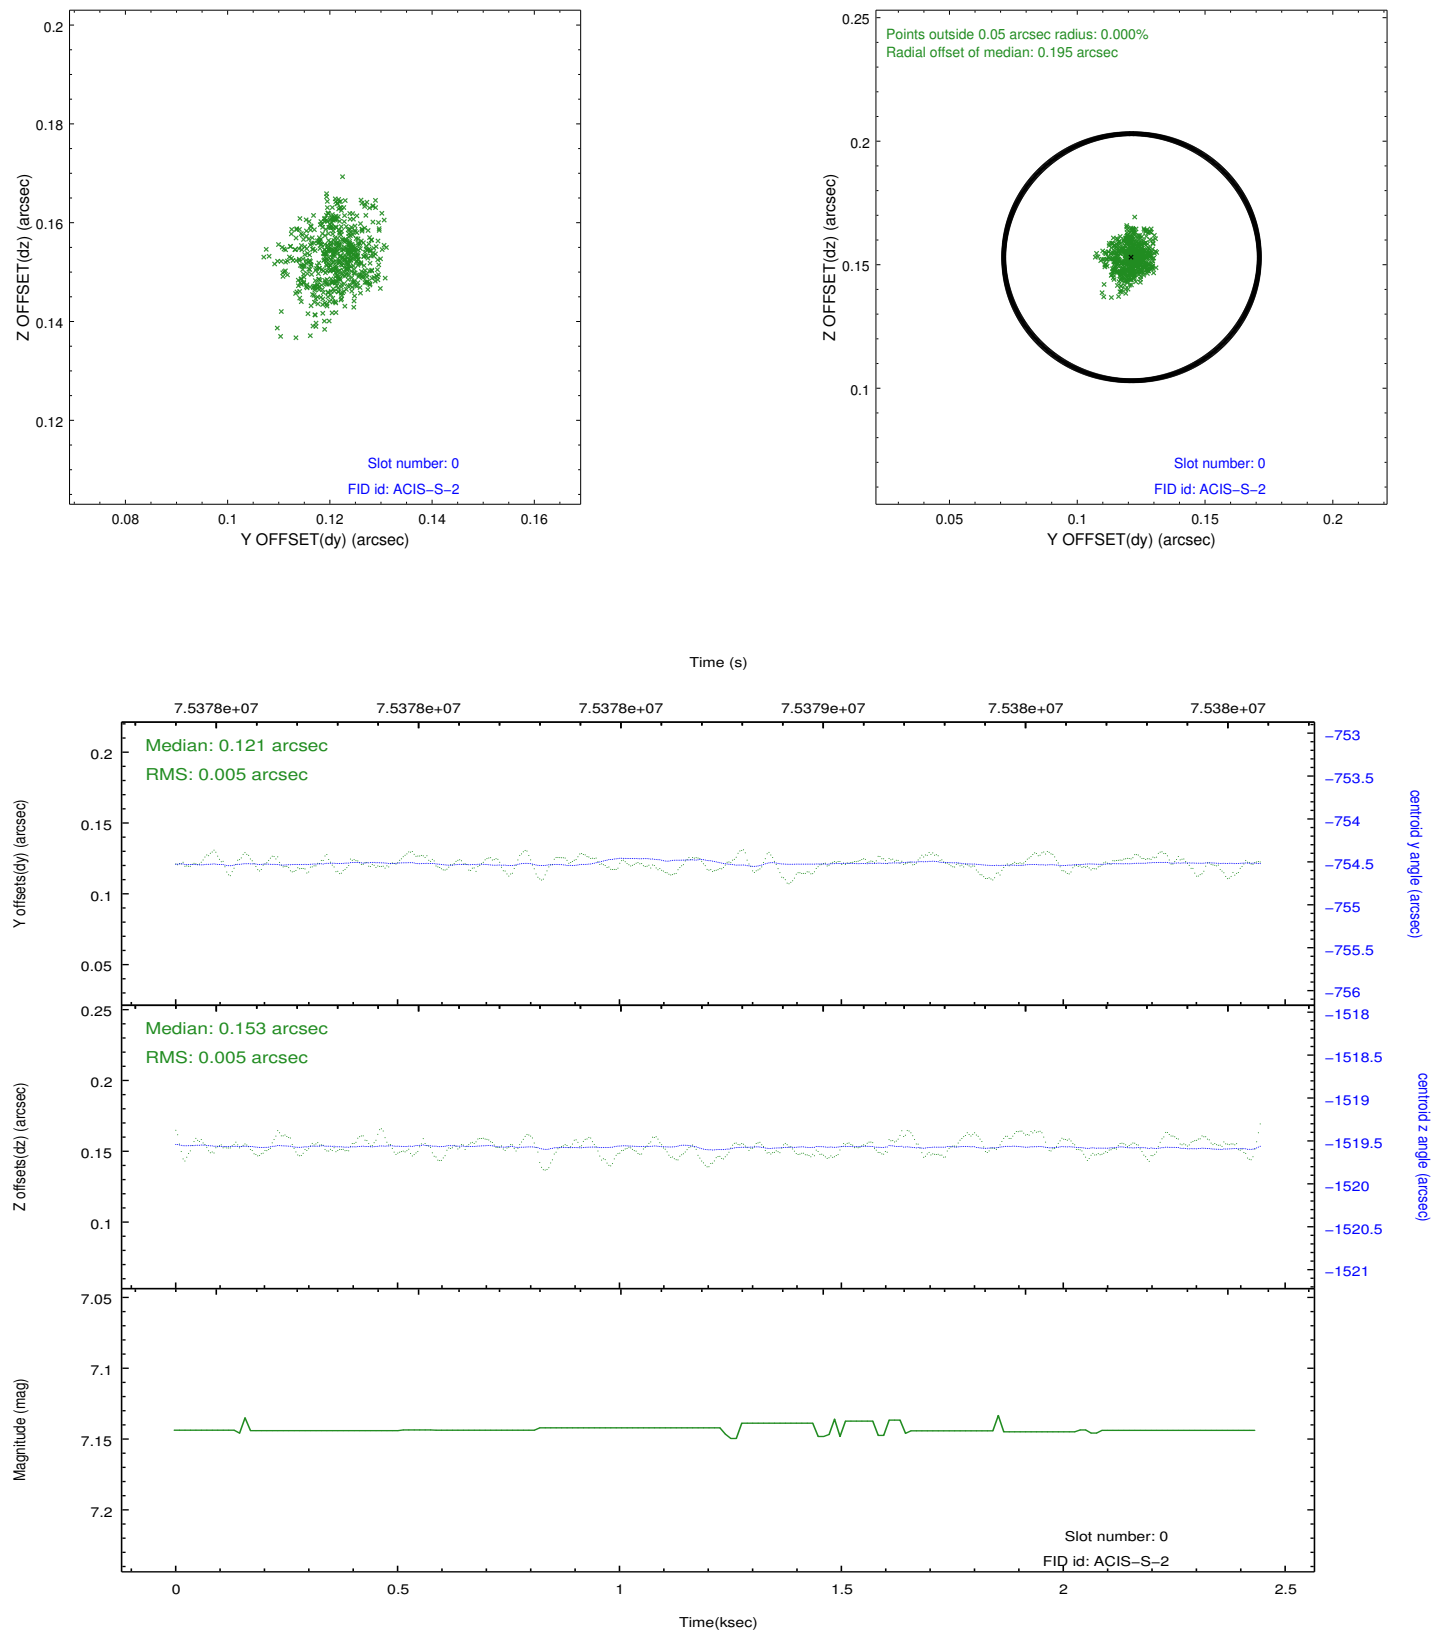 0.2
0.18
0.16
0.14
0.12
Z OFFSET(dz) (arcsec)
Slot number: 0
FID id: ACIS−S−2
0.08 0.1 0.12 0.14 0.16
Y OFFSET(dy) (arcsec)
Points outside 0.05 arcsec radius: 0.000%
Radial offset of median: 0.195 arcsec
0.25
0.2
0.15
0.1
Z OFFSET(dz) (arcsec)
Slot number: 0
FID id: ACIS−S−2
0.05 0.1 0.15 0.2
Y OFFSET(dy) (arcsec)
Time (s)
7.5378e+07 7.5378e+07 7.5378e+07 7.5379e+07 7.538e+07 7.538e+07
Median: 0.121 arcsec
RMS: 0.005 arcsec
0.2
0.15
0.1
0.05
Y offsets(dy) (arcsec)
−753
−753.5
−754
−754.5
−755
−755.5
−756
centroid y angle (arcsec)
Median: 0.153 arcsec
RMS: 0.005 arcsec
0.25
0.2
0.15
0.1
Z offsets(dz) (arcsec)
−1518
−1518.5
−1519
−1519.5
−1520
−1520.5
−1521
centroid z angle (arcsec)
7.05
7.1
7.15
7.2
Magnitude (mag)
Slot number: 0
FID id: ACIS−S−2
0 0.5 1 1.5 2 2.5
Time(ksec)